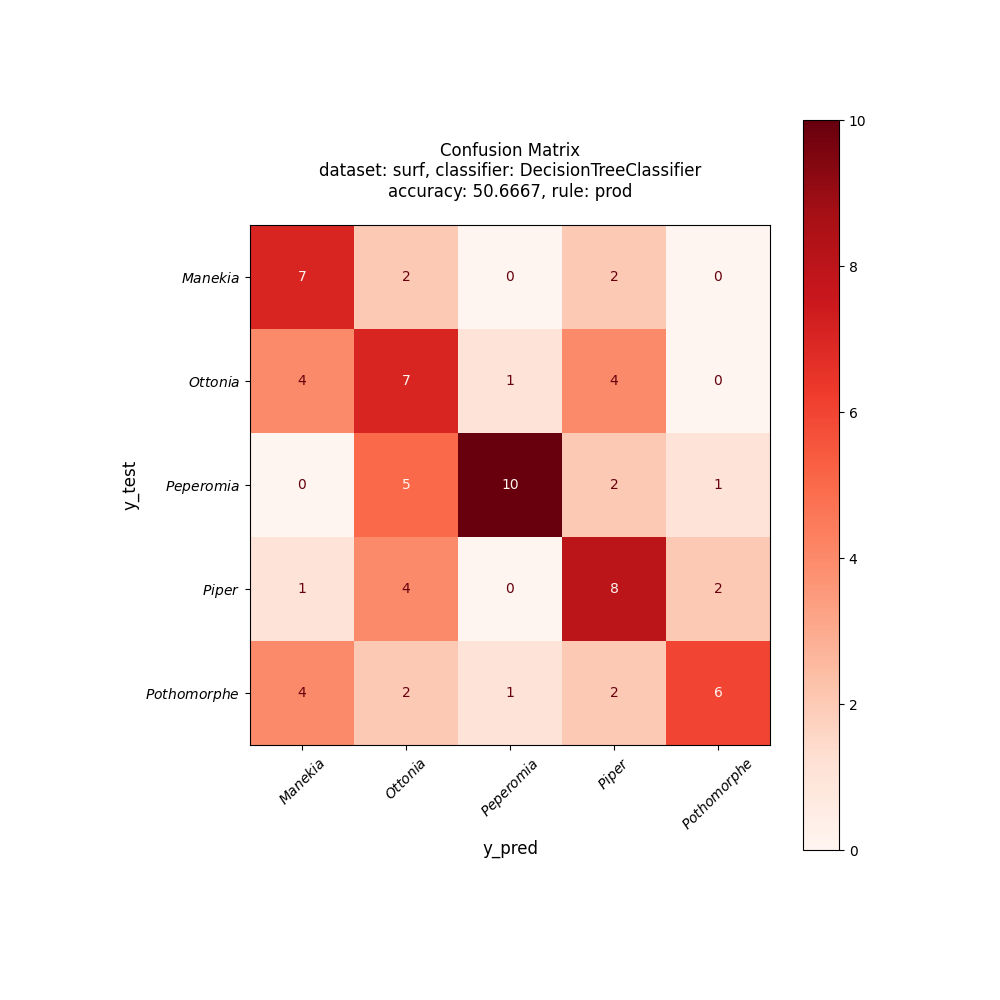 Confusion Matrix
dataset: surf, classifier: DecisionTreeClassifier
accuracy: 50.6667, rule: prod
10
8
6
4
2
0
y_test
Manekia 7 2 0 2 0
Ottonia 4 7 1 4 0
Peperomia 0 5 10 2 1
Piper 1 4 0 8 2
Pothomorphe 4 2 1 2 6
Manekia Ottonia Peperomia Piper Pothomorphe
y_pred